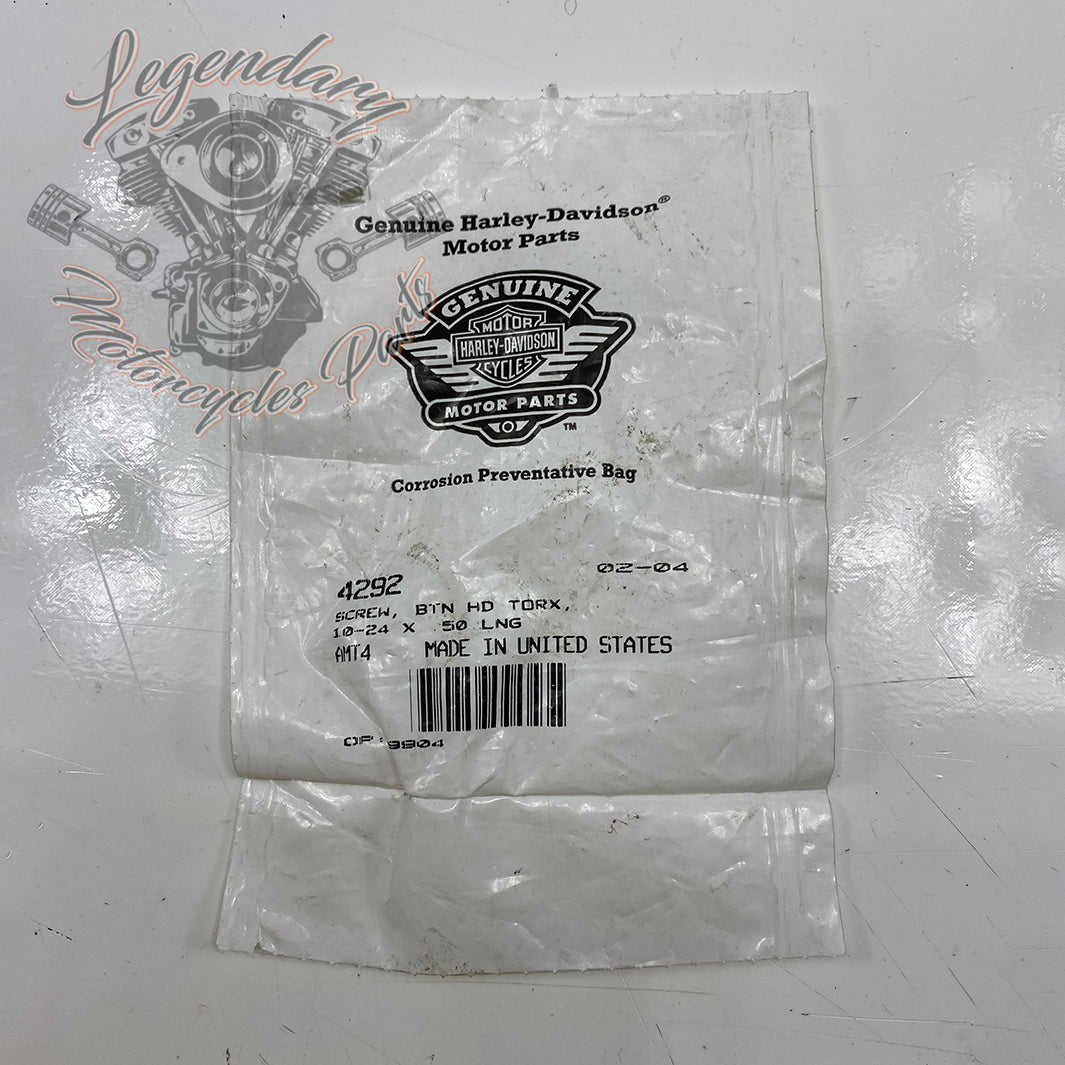 Legendary
Motorcycles Parts
Genuine Harley-Davidson®
Motor Parts
GENUINE
MOTOR
HARLEY-DAVIDSON
CYCLES
MOTOR PARTS
TM
Corrosion Preventative Bag
02-04
4292
SCREW, BTN HD TORX,
10-24 X .50 LNG
AMT4 MADE IN UNITED STATES